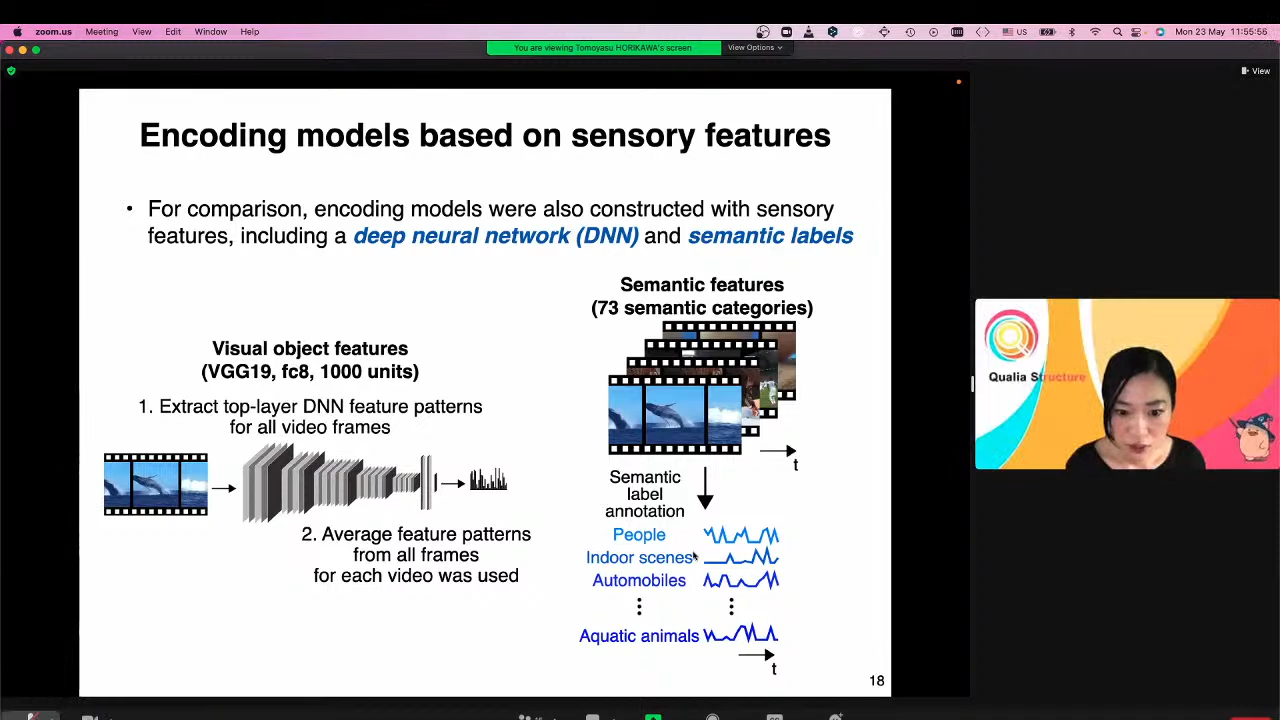 zoom.us Meeting View Edit Window Help
US Mon 23 May 11:55:56
You are viewing Tomoyasu HORIKAWA's screen View Options
View
Encoding models based on sensory features
• For comparison, encoding models were also constructed with sensory
features, including a deep neural network (DNN) and semantic labels
Visual object features
(VGG19, fc8, 1000 units)
1. Extract top-layer DNN feature patterns
for all video frames
2. Average feature patterns
from all frames
for each video was used
Semantic features
(73 semantic categories)
t
Semantic
label
annotation
People
Indoor scenes
Automobiles
Aquatic animals
t
18
Qualia Structure